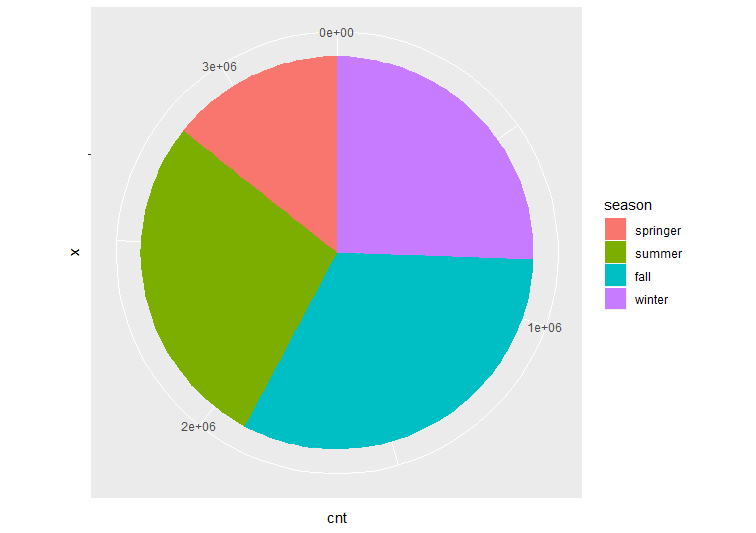 0e+00
3e+06
1e+06
2e+06
x
cnt
season
springer
summer
fall
winter